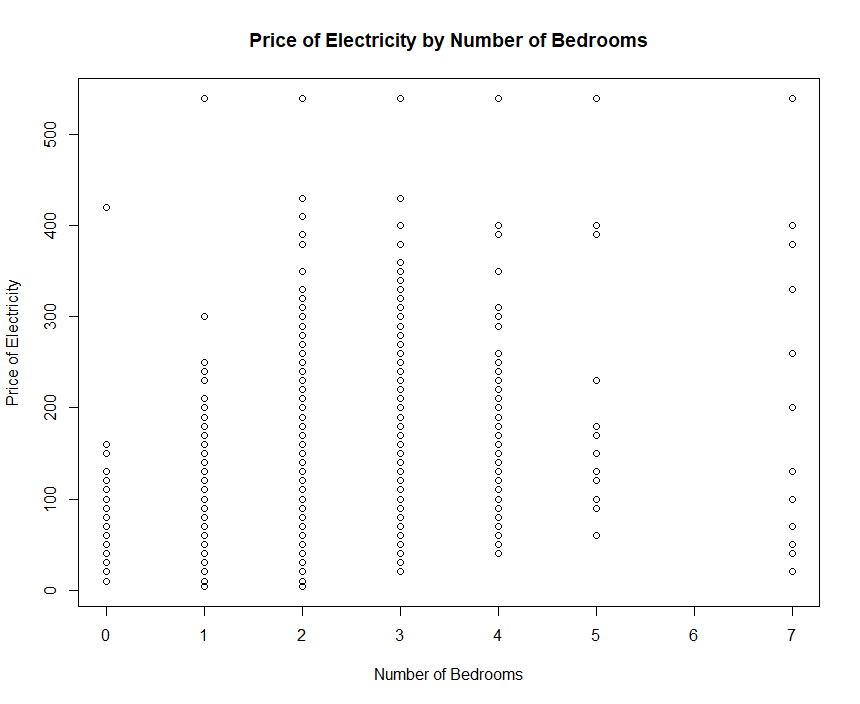 Price of Electricity by Number of Bedrooms
Price of Electricity
500
400
300
200
100
0
0 1 2 3 4 5 6 7
Number of Bedrooms